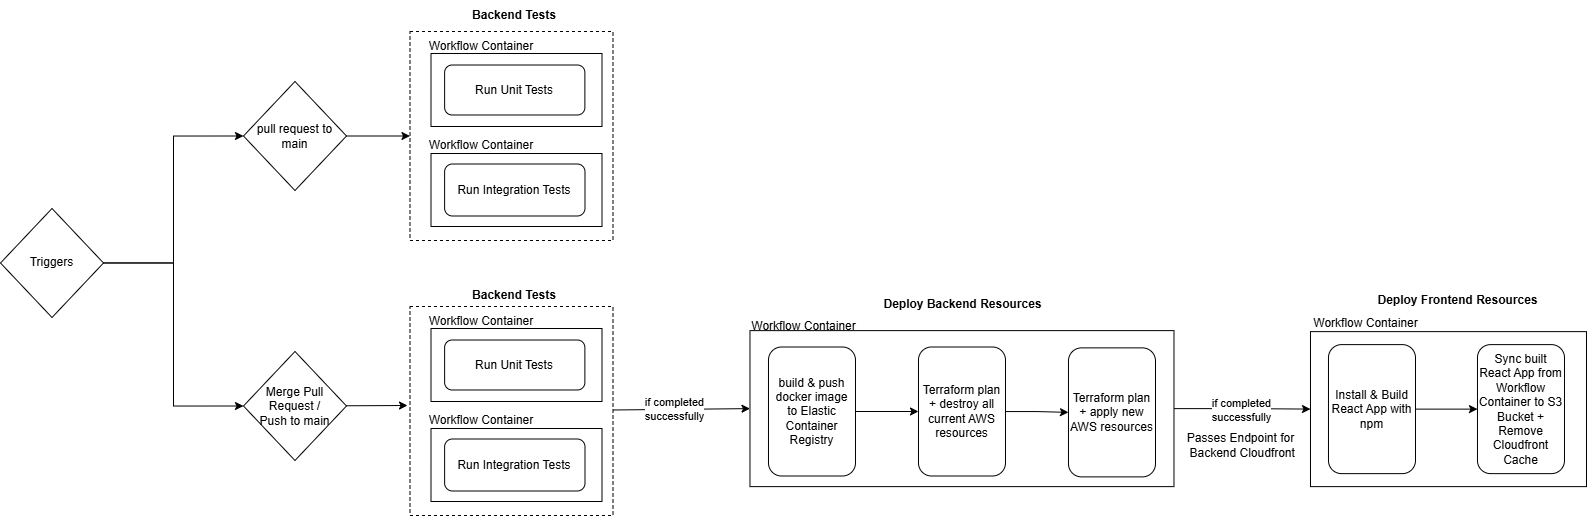 Backend Tests
Workflow Container
Run Unit Tests
Workflow Container
Run Integration Tests
pull request to
main
Triggers
Merge Pull
Request /
Push to main
Backend Tests
Workflow Container
Run Unit Tests
Workflow Container
Run Integration Tests
if completed
successfully
Deploy Backend Resources
Workflow Container
build & push
docker image
to Elastic
Container
Registry
Terraform plan
+ destroy all
current AWS
resources
Terraform plan
+ apply new
AWS resources
if completed
successfully
Passes Endpoint for
Backend Cloudfront
Deploy Frontend Resources
Workflow Container
Install & Build
React App with
npm
Sync built
React App from
Workflow
Container to S3
Bucket +
Remove
Cloudfront
Cache